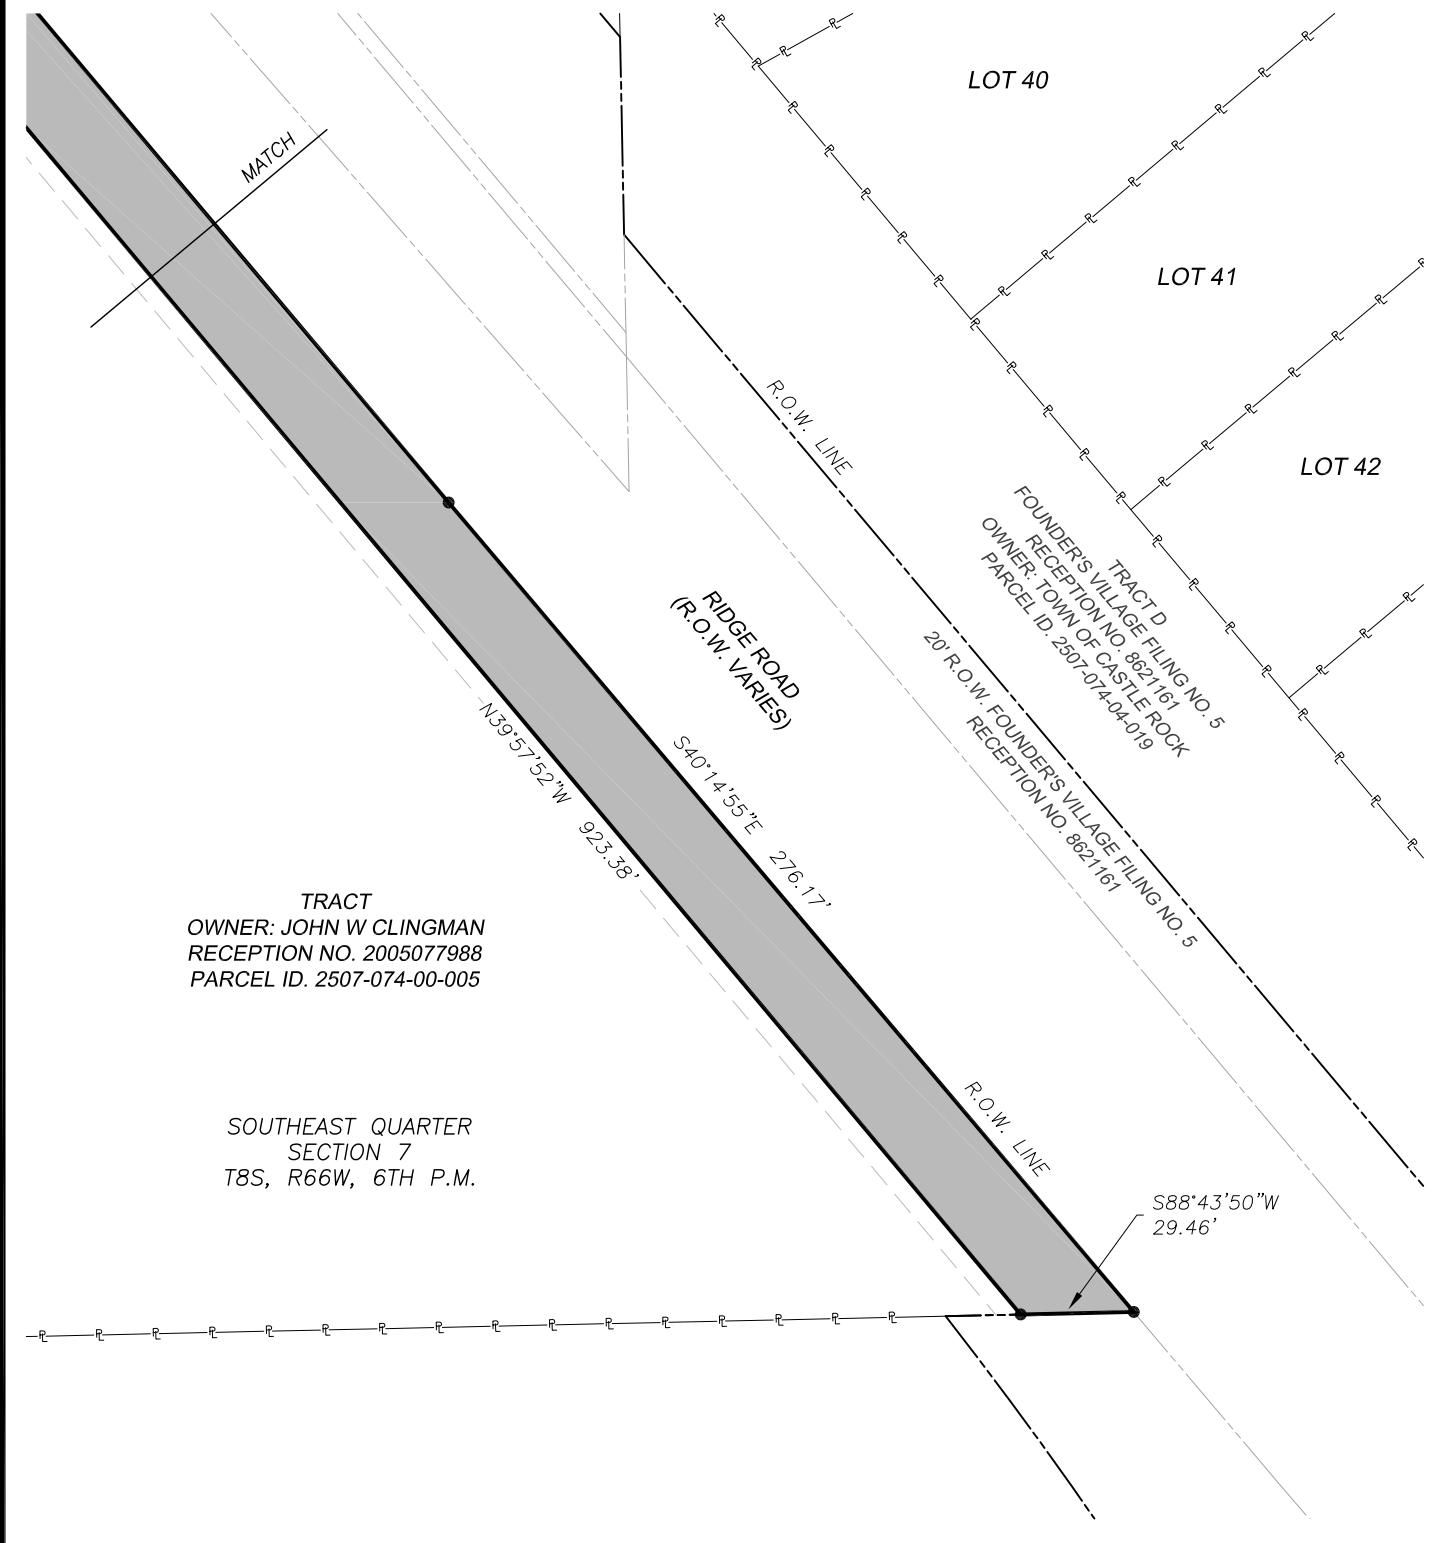 LOT 40
MATCH
LOT 41
R.O.W. LINE
LOT 42
TRACT D
FOUNDER'S VILLAGE FILING NO. 5
RECEPTION NO. 8621161
OWNER: TOWN OF CASTLE ROCK
PARCEL ID. 2507-074-04-019
RIDGE ROAD
(R.O.W. VARIES)
20' R.O.W. FOUNDER'S VILLAGE FILING NO. 5
RECEPTION NO. 8621161
N39°57'52"W 923.38'
S40°14'55"E 276.17'
TRACT
OWNER: JOHN W CLINGMAN
RECEPTION NO. 2005077988
PARCEL ID. 2507-074-00-005
R.O.W. LINE
SOUTHEAST QUARTER
SECTION 7
T8S, R66W, 6TH P.M.
S88°43'50"W
29.46'